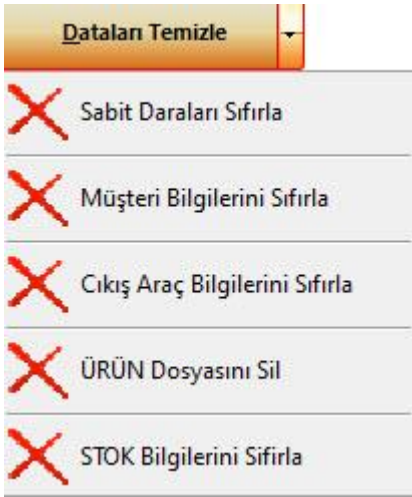 Dataları Temizle
Sabit Daraları Sıfırla
Müşteri Bilgilerini Sıfırla
Cıkış Araç Bilgilerini Sıfırla
ÜRÜN Dosyasını Sil
STOK Bilgilerini Sifirla